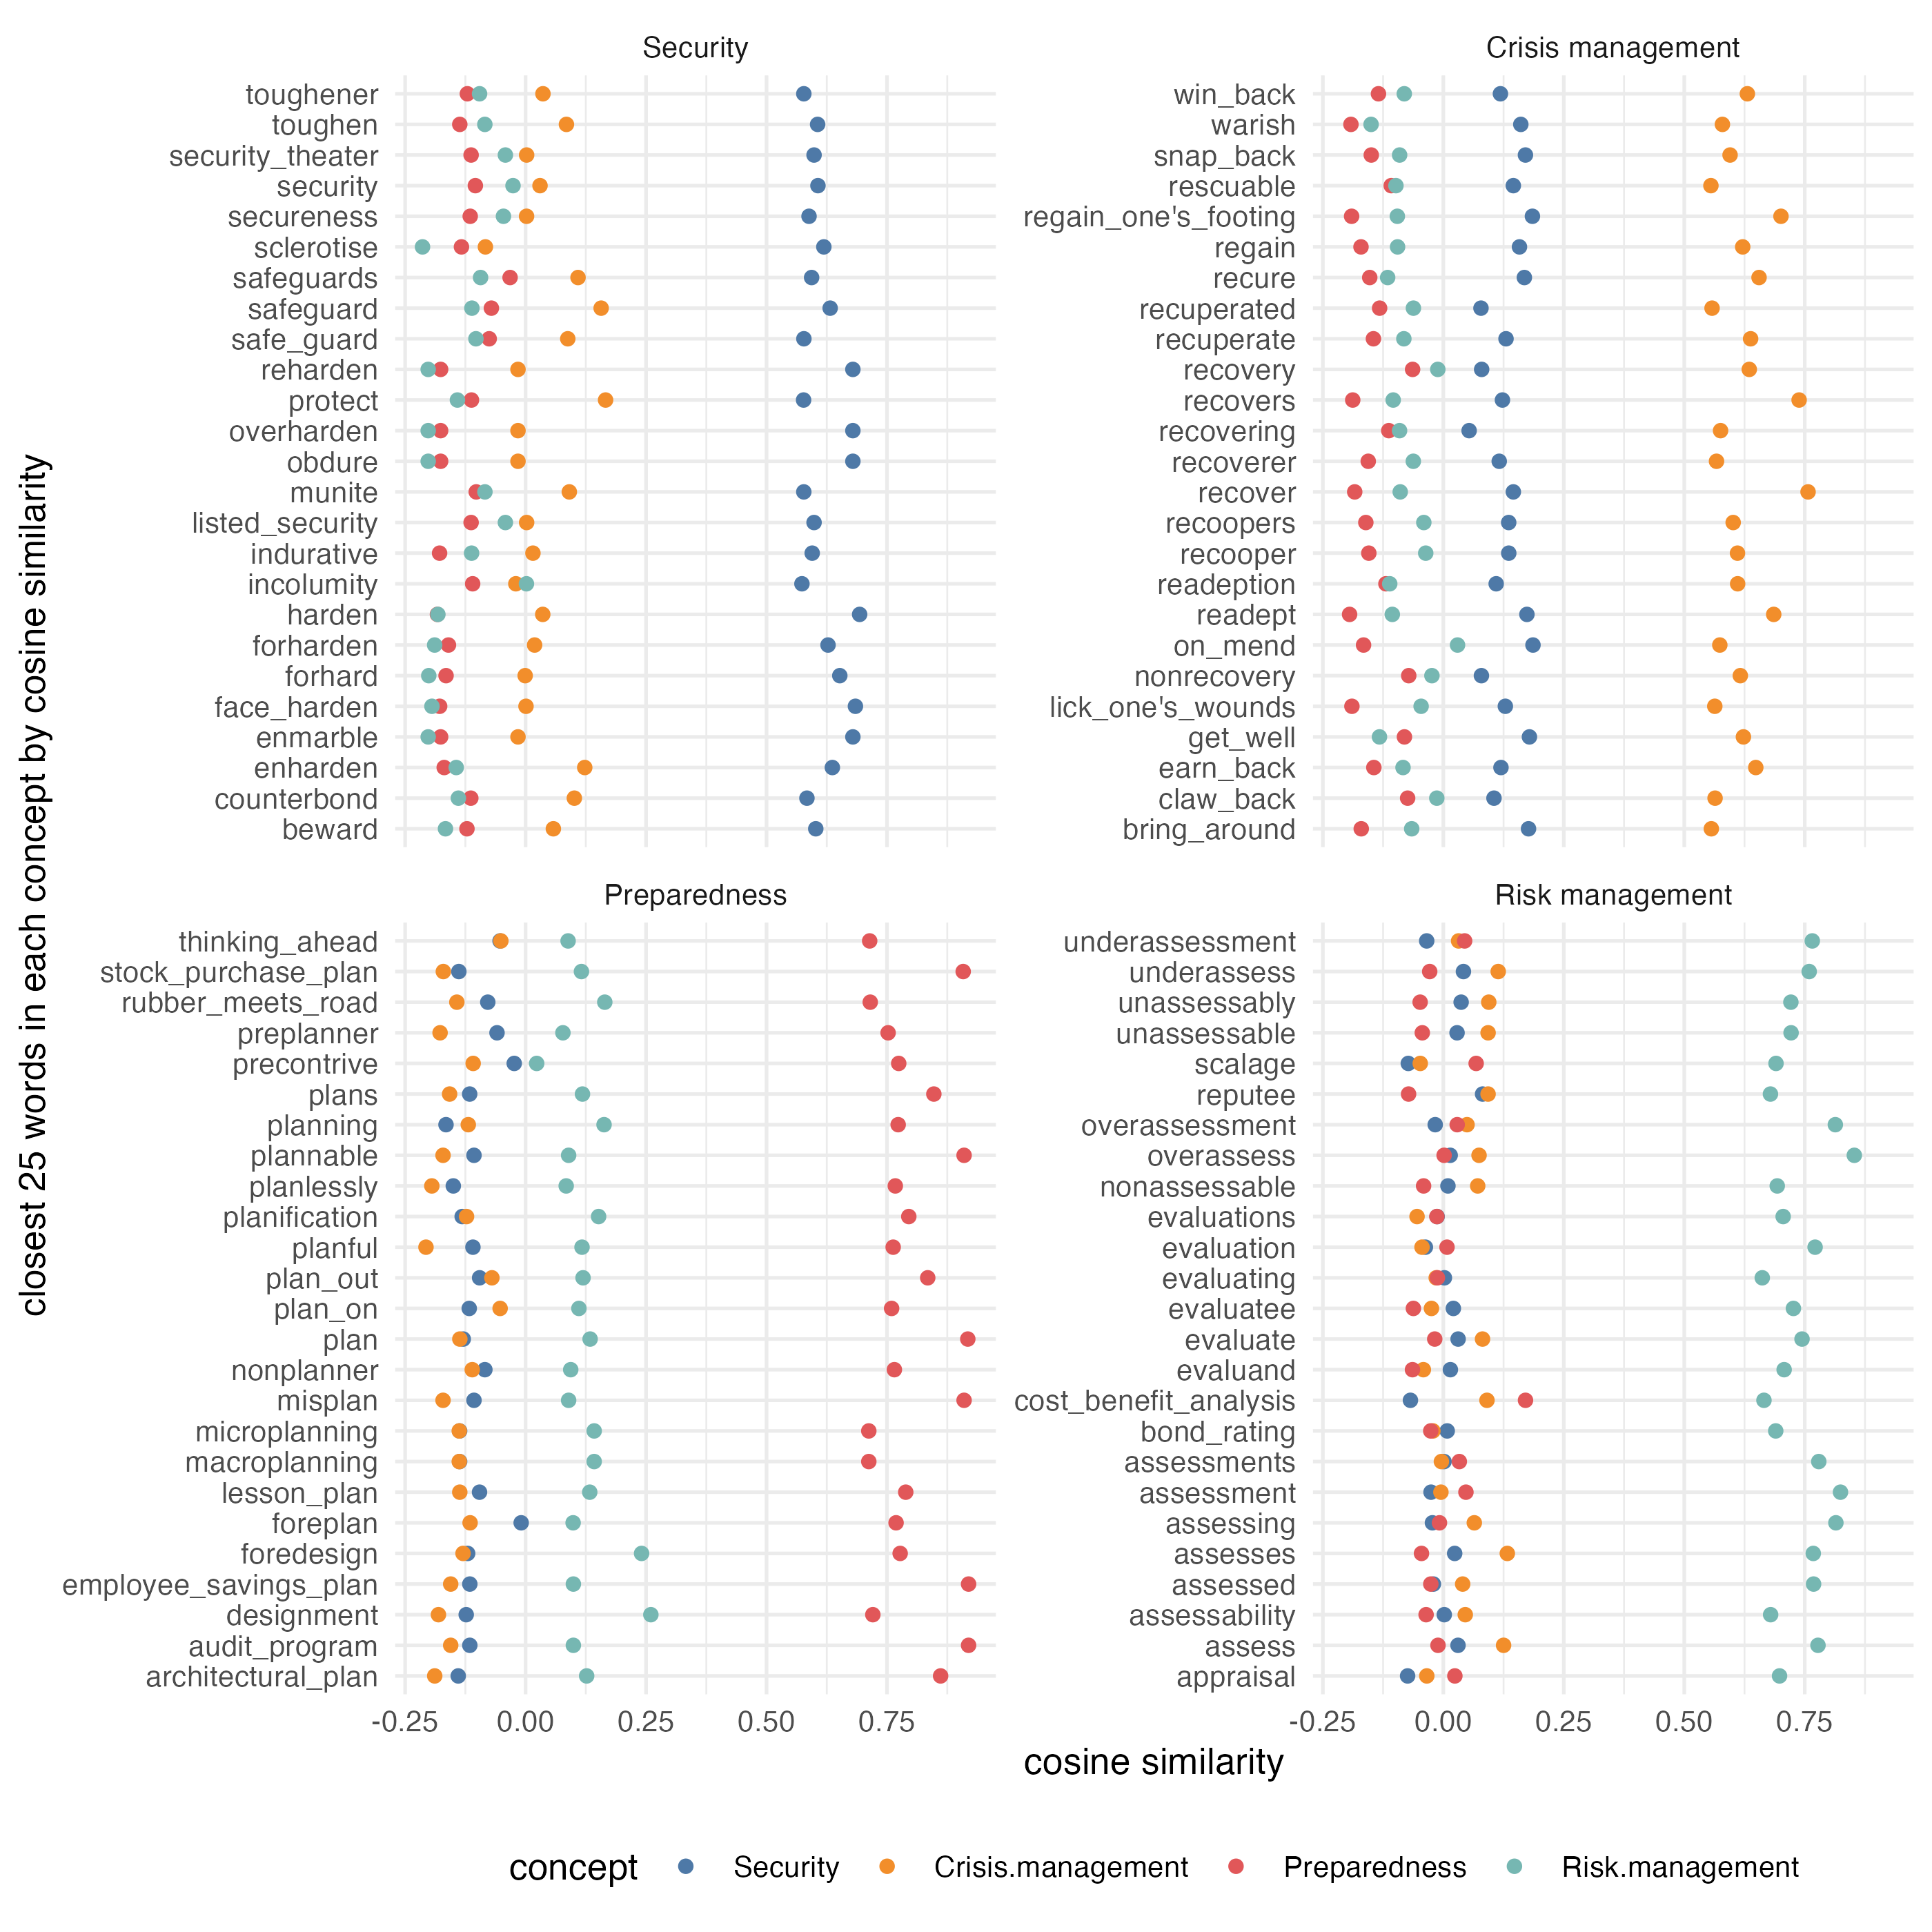 Security
toughener
toughen
security_theater
security
secureness
sclerotise
safeguards
safeguard
safe_guard
reharden
protect
overharden
obdure
munite
listed_security
indurative
incolumity
harden
forharden
forhard
face_harden
enmarble
enharden
counterbond
beward
Crisis management
win_back
warish
snap_back
rescuable
regain_one's_footing
regain
recure
recuperated
recuperate
recovery
recovers
recovering
recoverer
recover
recoopers
recooper
readeption
readept
on_mend
nonrecovery
lick_one's_wounds
get_well
earn_back
claw_back
bring_around
closest 25 words in each concept by cosine similarity
Preparedness
thinking_ahead
stock_purchase_plan
rubber_meets_road
preplanner
precontrive
plans
planning
plannable
planlessly
planification
planful
plan_out
plan_on
plan
nonplanner
misplan
microplanning
macroplanning
lesson_plan
foreplan
foredesign
employee_savings_plan
designment
audit_program
architectural_plan
-0.25 0.00 0.25 0.50 0.75
Risk management
underassessment
underassess
unassessably
unassessable
scalage
reputee
overassessment
overassess
nonassessable
evaluations
evaluation
evaluating
evaluatee
evaluate
evaluand
cost_benefit_analysis
bond_rating
assessments
assessment
assessing
assesses
assessed
assessability
assess
appraisal
-0.25 0.00 0.25 0.50 0.75
cosine similarity
concept Security Crisis.management Preparedness Risk.management